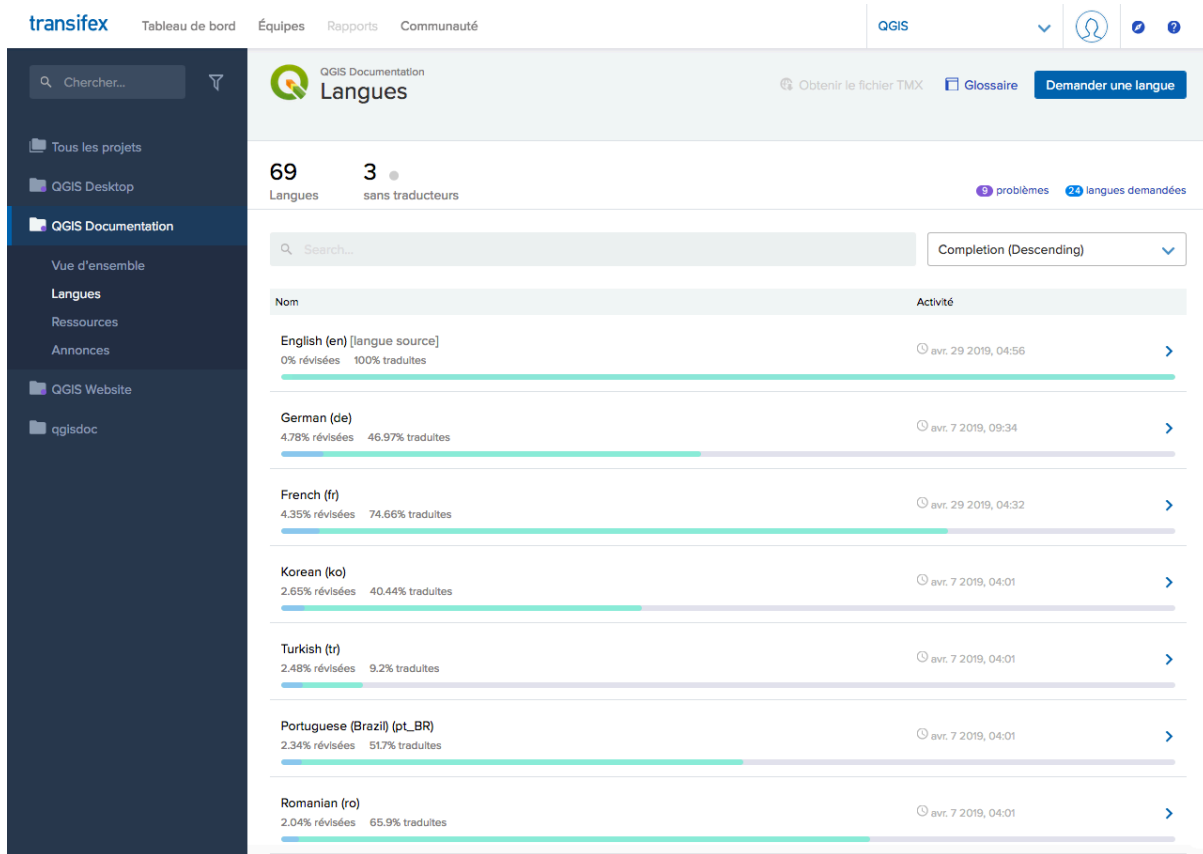 transifex Tableau de bord Équipes Rapports Communauté QGIS
Chercher...
Tous les projets
QGIS Desktop
QGIS Documentation
Vue d'ensemble
Langues
Ressources
Annonces
QGIS Website
qgisdoc
QGIS Documentation
Langues
Obtenir le fichier TMX Glossaire Demander une langue
69 3
Langues sans traducteurs
9 problèmes 24 langues demandées
Search... Completion (Descending)
Nom Activité
English (en) [langue source]
0% révisées 100% traduites
avr. 29 2019, 04:56
German (de)
4.78% révisées 46.97% traduites
avr. 7 2019, 09:34
French (fr)
4.35% révisées 74.66% traduites
avr. 29 2019, 04:32
Korean (ko)
2.65% révisées 40.44% traduites
avr. 7 2019, 04:01
Turkish (tr)
2.48% révisées 9.2% traduites
avr. 7 2019, 04:01
Portuguese (Brazil) (pt_BR)
2.34% révisées 51.7% traduites
avr. 7 2019, 04:01
Romanian (ro)
2.04% révisées 65.9% traduites
avr. 7 2019, 04:01